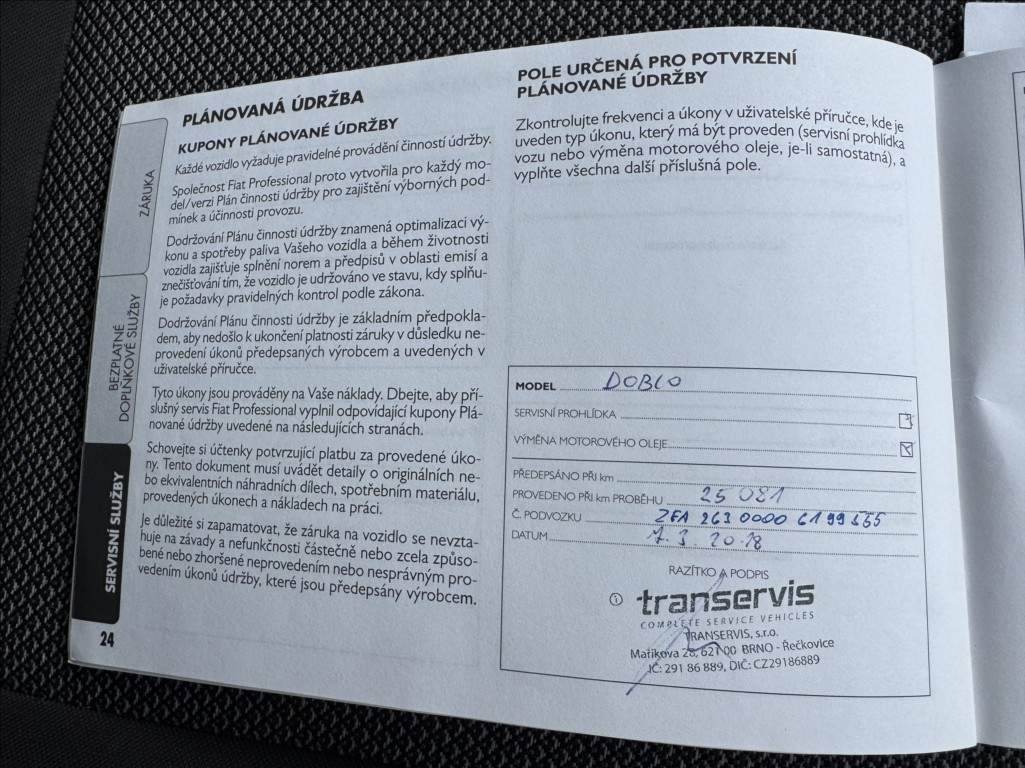 PLÁNOVANÁ ÚDRŽBA
KUPONY PLÁNOVANÉ ÚDRŽBY
Každé vozidlo vyžaduje pravidelné provádění činností údržby.
Společnost Fiat Professional proto vytvořila pro každý mo-
del/verzi Plán činnosti údržby pro zajištění výborných pod-
mínek a účinnosti provozu.
Dodržování Plánu činnosti údržby znamená optimalizaci vý-
konu a spotřeby paliva Vašeho vozidla a během životnosti
vozidla zajišťuje splnění norem a předpisů v oblasti emisí a
znečišťování tím, že vozidlo je udržováno ve stavu, kdy splňu-
je požadavky pravidelných kontrol podle zákona.
Dodržování Plánu činnosti údržby je základním předpokla-
dem, aby nedošlo k ukončení platnosti záruky v důsledku ne-
provedení úkonů předepsaných výrobcem a uvedených v
uživatelské příručce.
Tyto úkony jsou prováděny na Vaše náklady. Dbejte, aby pří-
slušný servis Fiat Professional vyplnil odpovídající kupony Plá-
nované údržby uvedené na následujících stranách.
Schovejte si účtenky potvrzující platbu za provedené úko-
ny. Tento dokument musí uvádět detaily o originálních ne-
bo ekvivalentních náhradních dílech, spotřebním materiálu,
provedených úkonech a nákladech na práci.
Je důležité si zapamatovat, že záruka na vozidlo se nevzta-
huje na závady a nefunkčnosti částečně nebo zcela způso-
bené nebo zhoršené neprovedením nebo nesprávným pro-
vedením úkonů údržby, které jsou předepsány výrobcem.
ZÁRUKA
BEZPLATNÉ
DOPLŇKOVÉ SLUŽBY
SERVISNÍ SLUŽBY
24
POLE URČENÁ PRO POTVRZENÍ
PLÁNOVANÉ ÚDRŽBY
Zkontrolujte frekvenci a úkony v uživatelské příručce, kde je
uveden typ úkonu, který má být proveden (servisní prohlídka
vozu nebo výměna motorového oleje, je-li samostatná), a
vyplňte všechna další příslušná pole.
MODEL DOBLO
SERVISNÍ PROHLÍDKA
VÝMĚNA MOTOROVÉHO OLEJE
PŘEDEPSÁNO PŘI km
PROVEDENO PŘI km PROBĚHU 25 081
Č. PODVOZKU ZFA 263 0000 6199 555
DATUM 7. 3. 2018
RAZÍTKO A PODPIS
transervis
COMPLETE SERVICE VEHICLES
TRANSERVIS, s.r.o.
Maříkova 28, 621 00 BRNO - Řečkovice
IČ: 291 86 889, DIČ: CZ29186889